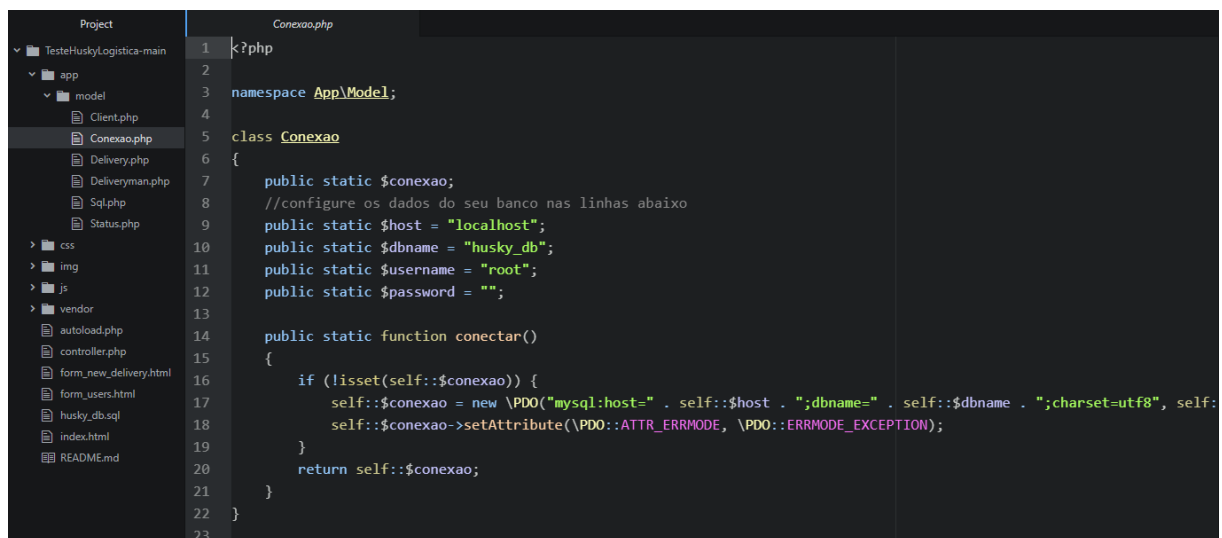 Project
TesteHuskyLogistica-main
app
model
Client.php
Conexao.php
Delivery.php
Deliveryman.php
Sql.php
Status.php
css
img
js
vendor
autoload.php
controller.php
form_new_delivery.html
form_users.html
husky_db.sql
index.html
README.md
Conexao.php
1 <?php
2
3 namespace App\Model;
4
5 class Conexao
6 {
7     public static $conexao;
8     //configure os dados do seu banco nas linhas abaixo
9     public static $host = "localhost";
10     public static $dbname = "husky_db";
11     public static $username = "root";
12     public static $password = "";
13
14     public static function conectar()
15     {
16         if (!isset(self::$conexao)) {
17             self::$conexao = new \PDO("mysql:host=" . self::$host . ";dbname=" . self::$dbname . ";charset=utf8", self:
18             self::$conexao->setAttribute(\PDO::ATTR_ERRMODE, \PDO::ERRMODE_EXCEPTION);
19         }
20         return self::$conexao;
21     }
22 }
23